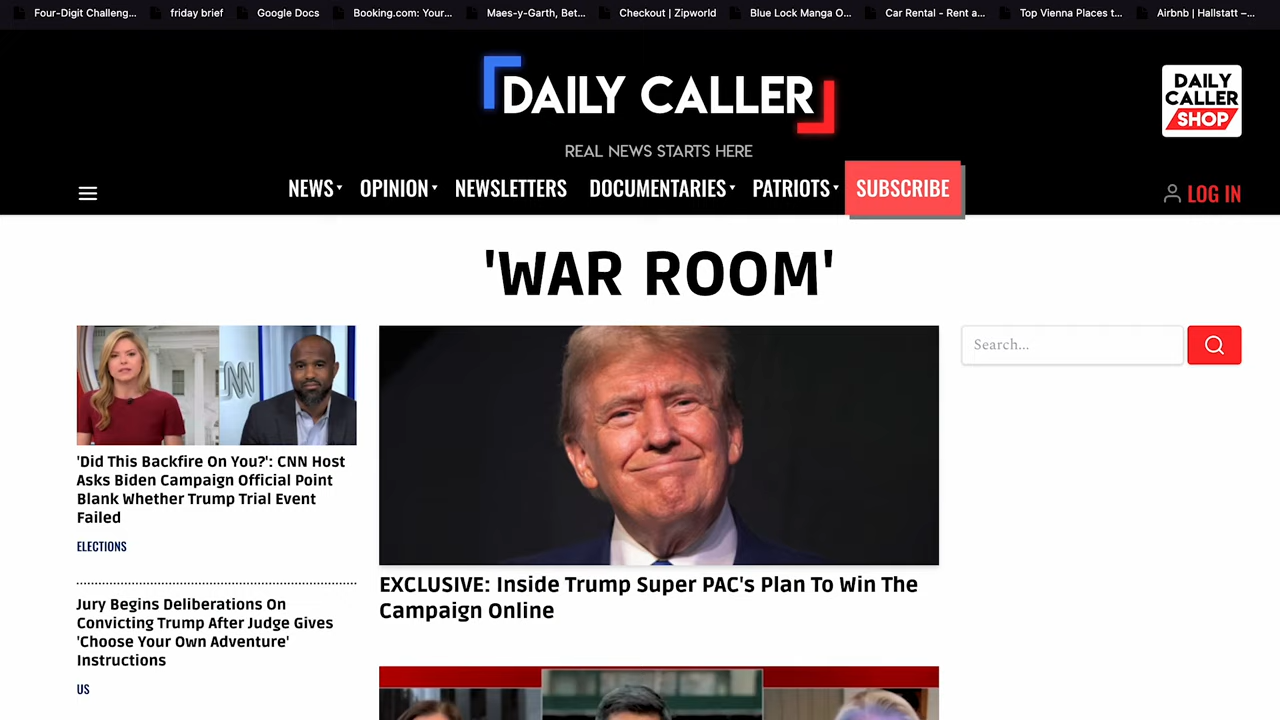 Four-Digit Challeng...
friday brief
Google Docs
Booking.com: Your...
Maes-y-Garth, Bet...
Checkout | Zipworld
Blue Lock Manga O...
Car Rental - Rent a...
Top Vienna Places t...
Airbnb | Hallstatt –...
DAILY CALLER
REAL NEWS STARTS HERE
DAILY
CALLER
SHOP
NEWS
OPINION
NEWSLETTERS
DOCUMENTARIES
PATRIOTS
SUBSCRIBE
LOG IN
'WAR ROOM'
CNN
'Did This Backfire On You?': CNN Host
Asks Biden Campaign Official Point
Blank Whether Trump Trial Event
Failed
ELECTIONS
Jury Begins Deliberations On
Convicting Trump After Judge Gives
'Choose Your Own Adventure'
Instructions
US
EXCLUSIVE: Inside Trump Super PAC's Plan To Win The
Campaign Online
Search...